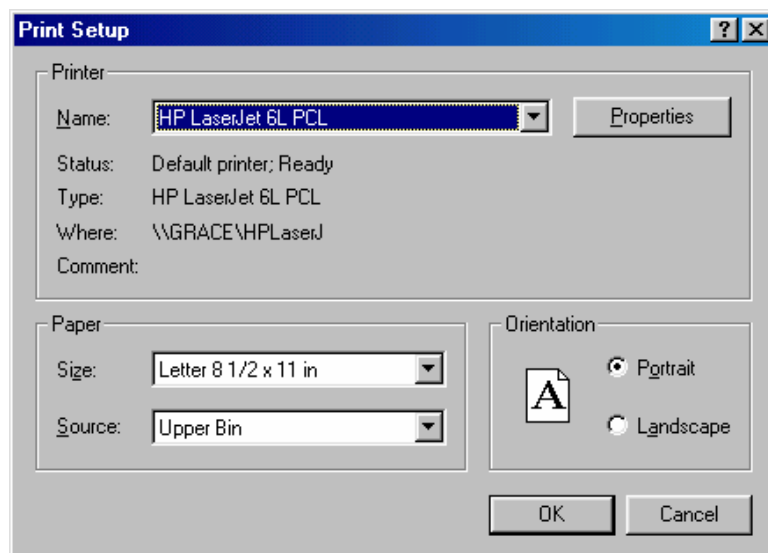 Print Setup
Printer
Name: HP LaserJet 6L PCL Properties
Status: Default printer; Ready
Type: HP LaserJet 6L PCL
Where: \\GRACE\HPLaserJ
Comment:
Paper
Size: Letter 8 1/2 x 11 in
Source: Upper Bin
Orientation
A
Portrait
Landscape
OK Cancel